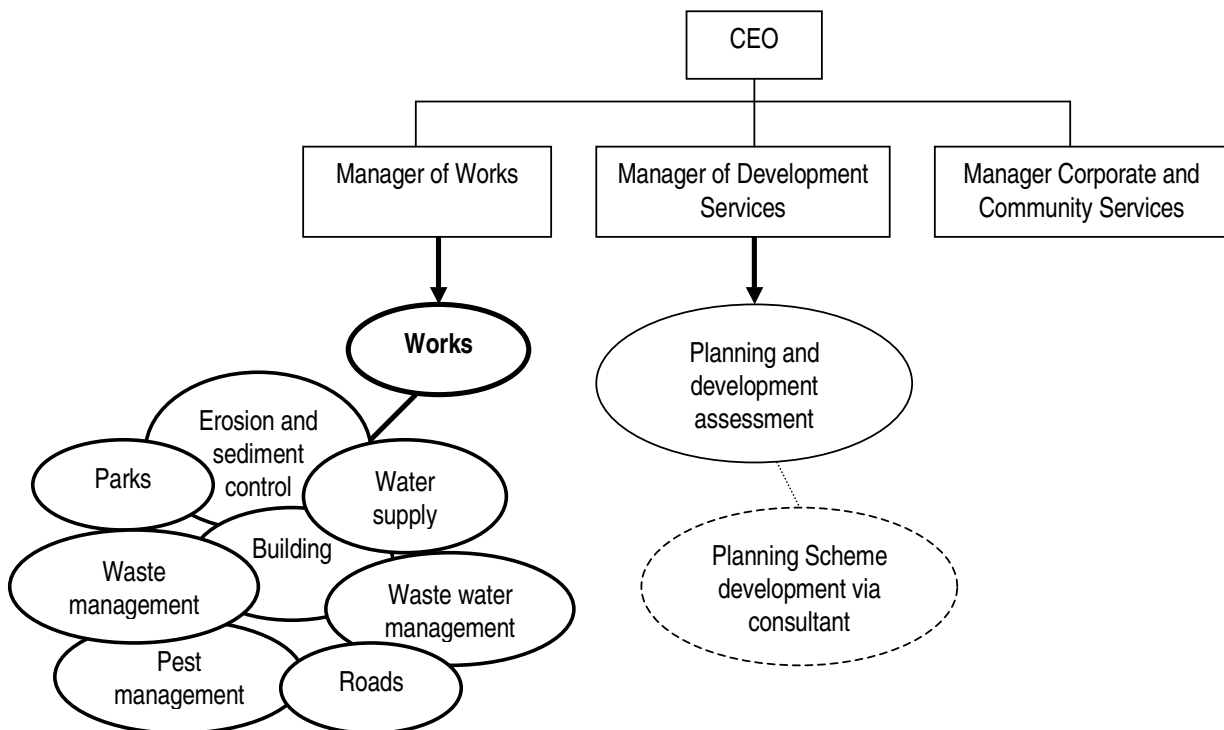 CEO
Manager of Works
Manager of Development
Services
Manager Corporate and
Community Services
Works
Planning and
development
assessment
Erosion and
sediment
control
Parks
Water
supply
Building
Waste
management
Waste water
management
Planning Scheme
development via
consultant
Pest
management
Roads